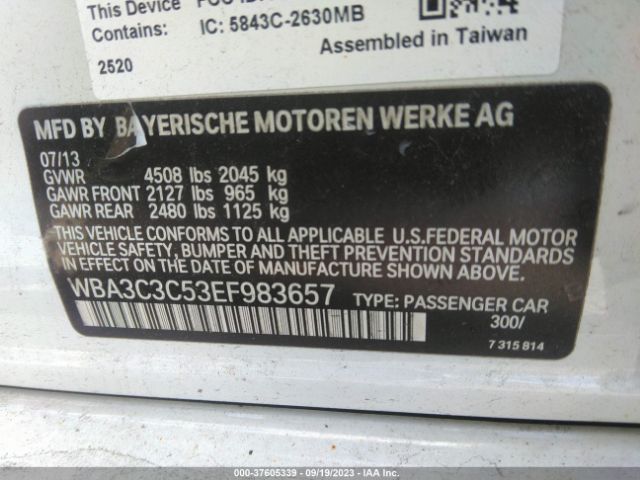 This Device
Contains: IC: 5843C-2630MB
2520 Assembled in Taiwan
MFD BY BAYERISCHE MOTOREN WERKE AG
07/13
GVWR 4508 lbs 2045 kg
GAWR FRONT 2127 lbs 965 kg
GAWR REAR 2480 lbs 1125 kg
THIS VEHICLE CONFORMS TO ALL APPLICABLE U.S.FEDERAL MOTOR
VEHICLE SAFETY, BUMPER AND THEFT PREVENTION STANDARDS
IN EFFECT ON THE DATE OF MANUFACTURE SHOWN ABOVE.
WBA3C3C53EF983657 TYPE: PASSENGER CAR
300/
7 315 814
000-37605339 - 09/19/2023 - IAA Inc.